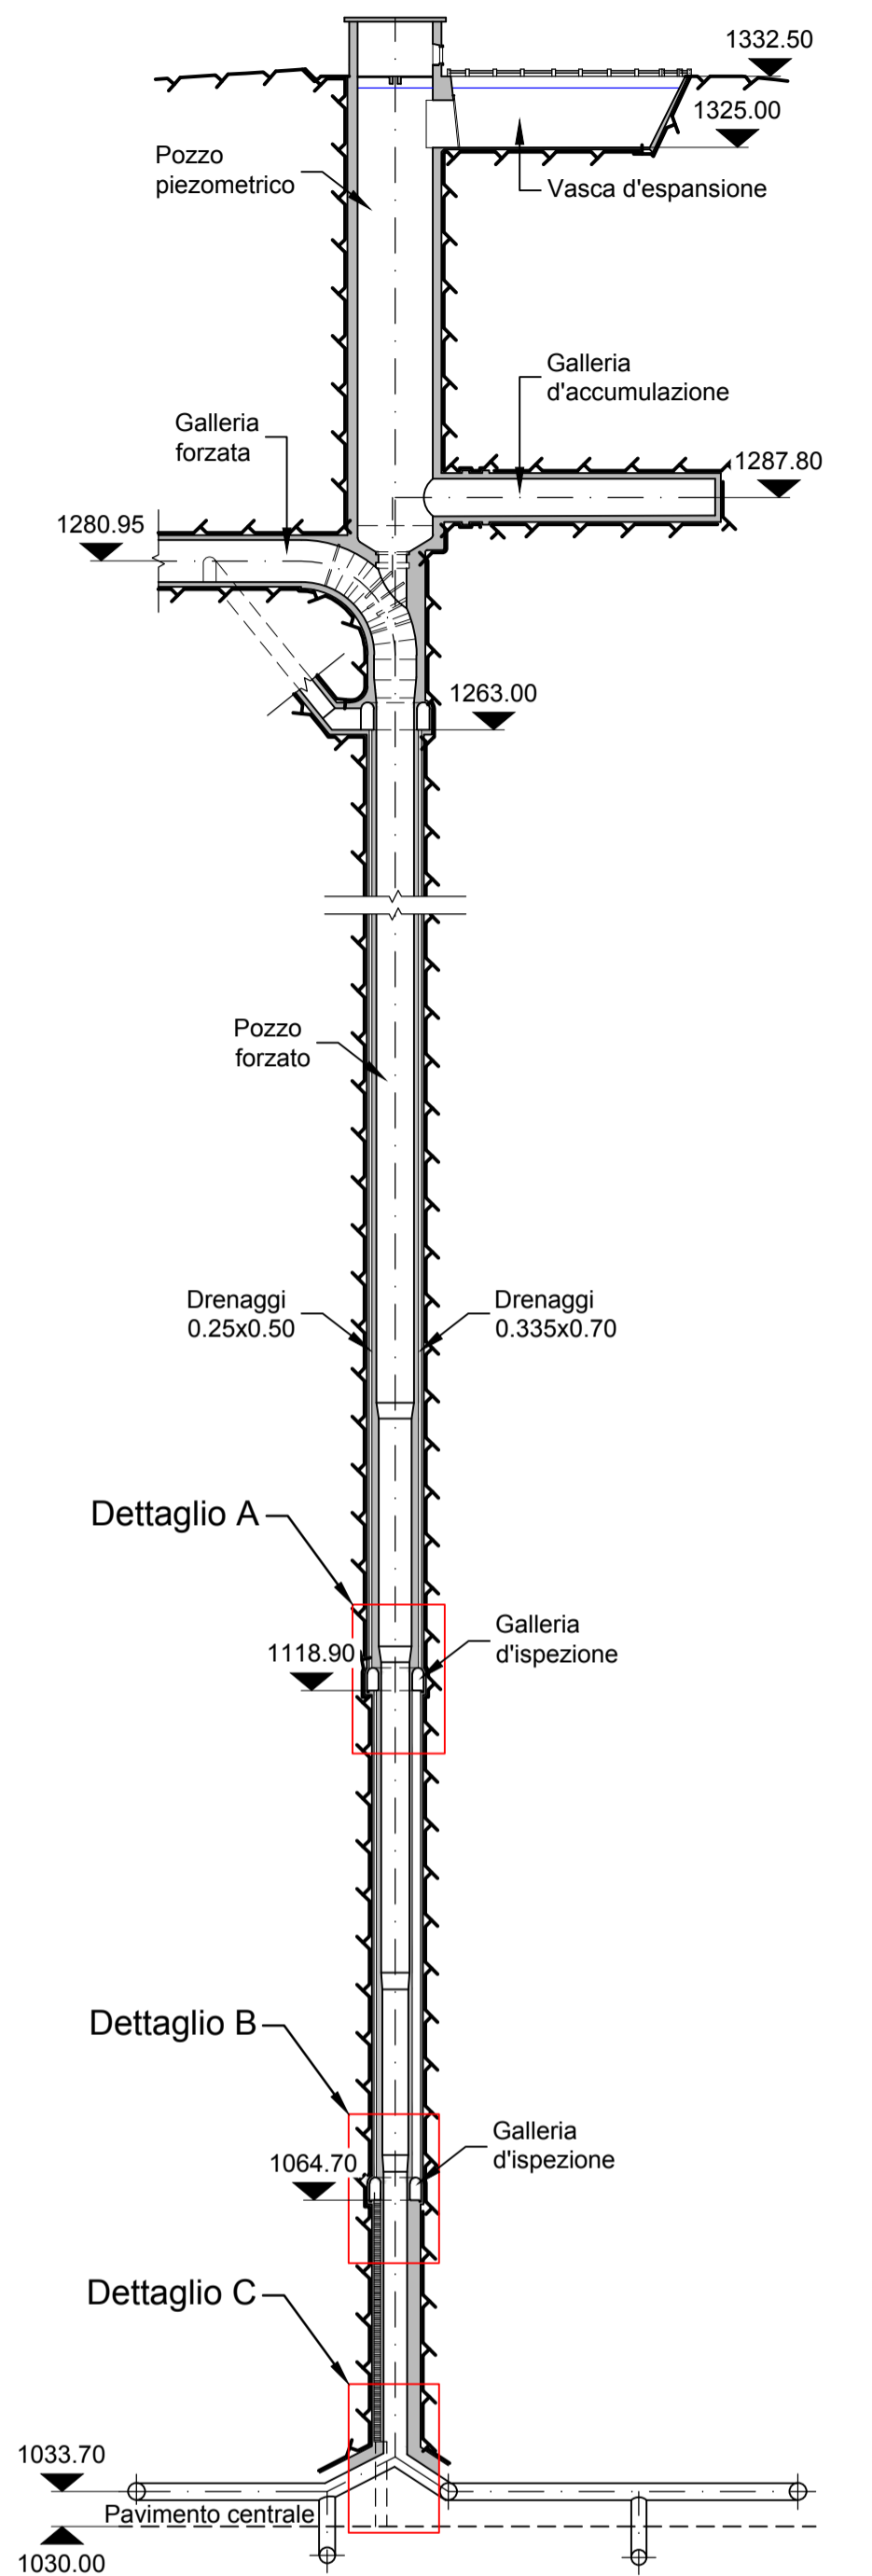 1332.50
1325.00
Pozzo
piezometrico
Vasca d'espansione
Galleria
d'accumulazione
Galleria
forzata
1287.80
1280.95
1263.00
Pozzo
forzato
Drenaggi
0.25x0.50
Drenaggi
0.335x0.70
Dettaglio A
Galleria
d'ispezione
1118.90
Dettaglio B
Galleria
d'ispezione
1064.70
Dettaglio C
1033.70
Pavimento centrale
1030.00